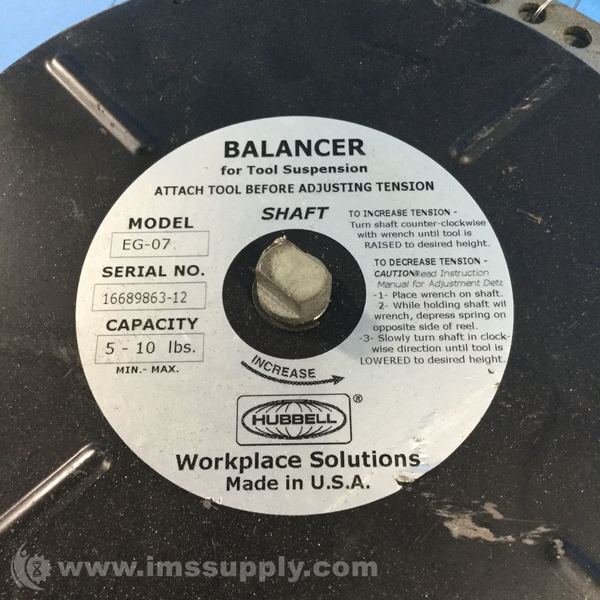 BALANCER
for Tool Suspension
ATTACH TOOL BEFORE ADJUSTING TENSION
SHAFT
MODEL
EG-07
SERIAL NO.
16689863-12
CAPACITY
5 - 10 lbs.
MIN.- MAX.
TO INCREASE TENSION -
Turn shaft counter-clockwise
with wrench until tool is
RAISED to desired height.
TO DECREASE TENSION -
CAUTION: Read Instruction
Manual for Adjustment Deta
-1- Place wrench on shaft.
2- While holding shaft wit
wrench, depress spring on
opposite side of reel.
-3- Slowly turn shaft in clock-
wise direction until tool is
LOWERED to desired height.
INCREASE
HUBBELL ®
Workplace Solutions
Made in U.S.A.
www.imssupply.com